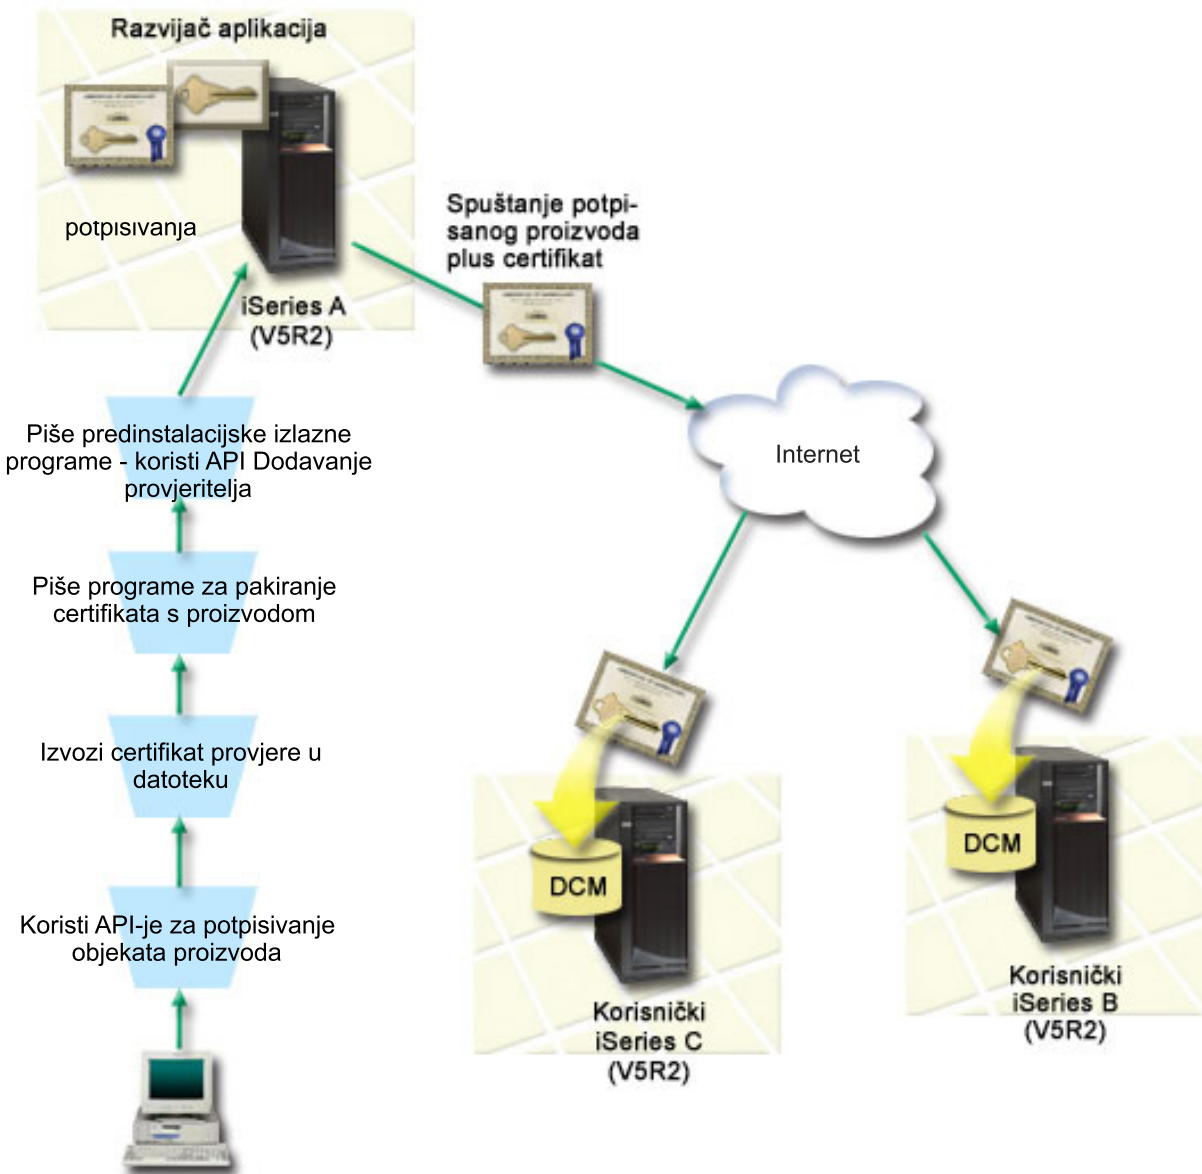 Razvijač aplikacija
potpisivanja
iSeries A
(V5R2)
Spuštanje potpi-
sanog proizvoda
plus certifikat
Internet
Piše predinstalacijske izlazne
programe - koristi API Dodavanje
provjeritelja
Piše programe za pakiranje
certifikata s proizvodom
Izvozi certifikat provjere u
datoteku
Koristi API-je za potpisivanje
objekata proizvoda
DCM
Korisnički
iSeries C
(V5R2)
DCM
Korisnički
iSeries B
(V5R2)